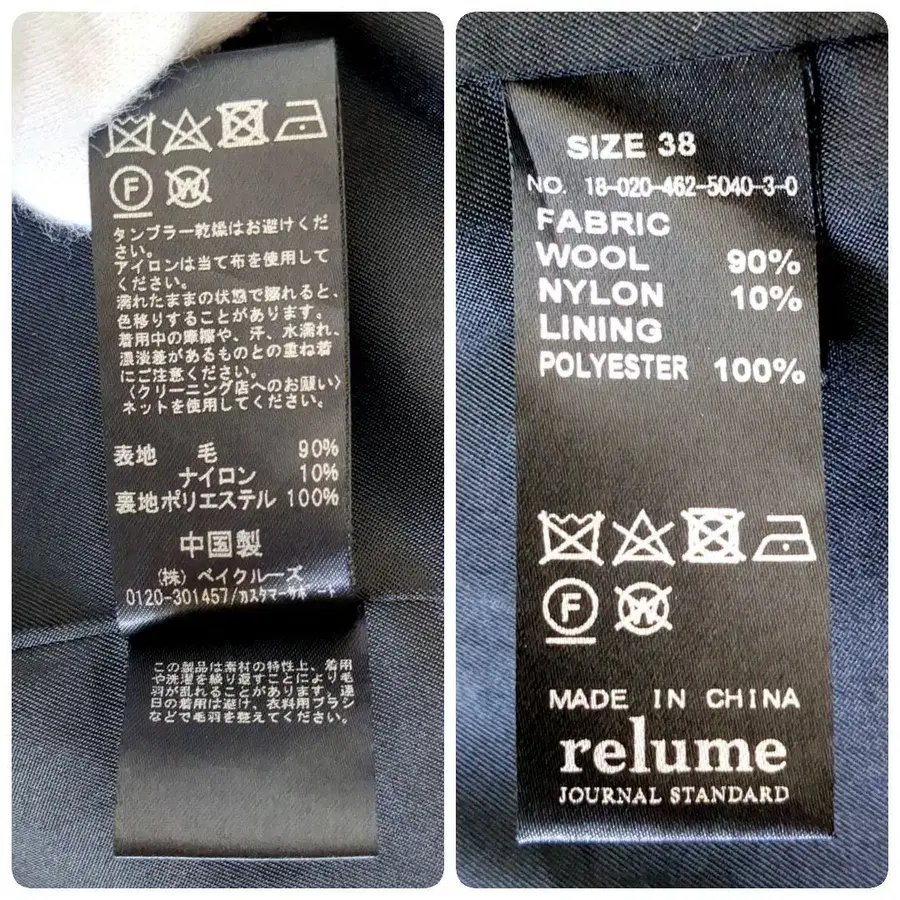 F W
タンブラー乾燥はお避けくだ
さい。
アイロンは当て布を使用して
ください。
濡れたままの状態で擦れると、
色移りすることがあります。
着用中の摩擦や、汗、水濡れ、
濃淡差があるものとの重ね着
にご注意ください。
〈クリーニング店へのお願い〉
ネットを使用してください。
表地 毛 90%
ナイロン 10%
裏地ポリエステル 100%
中国製
(株) ベイクルーズ
0120-301457/カスタマーサポート
この製品は素材の特性上、着用
や洗濯を繰り返すことにより毛
羽が乱れることがあります。連
日の着用は避け、衣料用ブラシ
などで毛羽を整えてください。
SIZE 38
NO. 18-020-462-5040-3-0
FABRIC
WOOL 90%
NYLON 10%
LINING
POLYESTER 100%
F W
MADE IN CHINA
relume
JOURNAL STANDARD